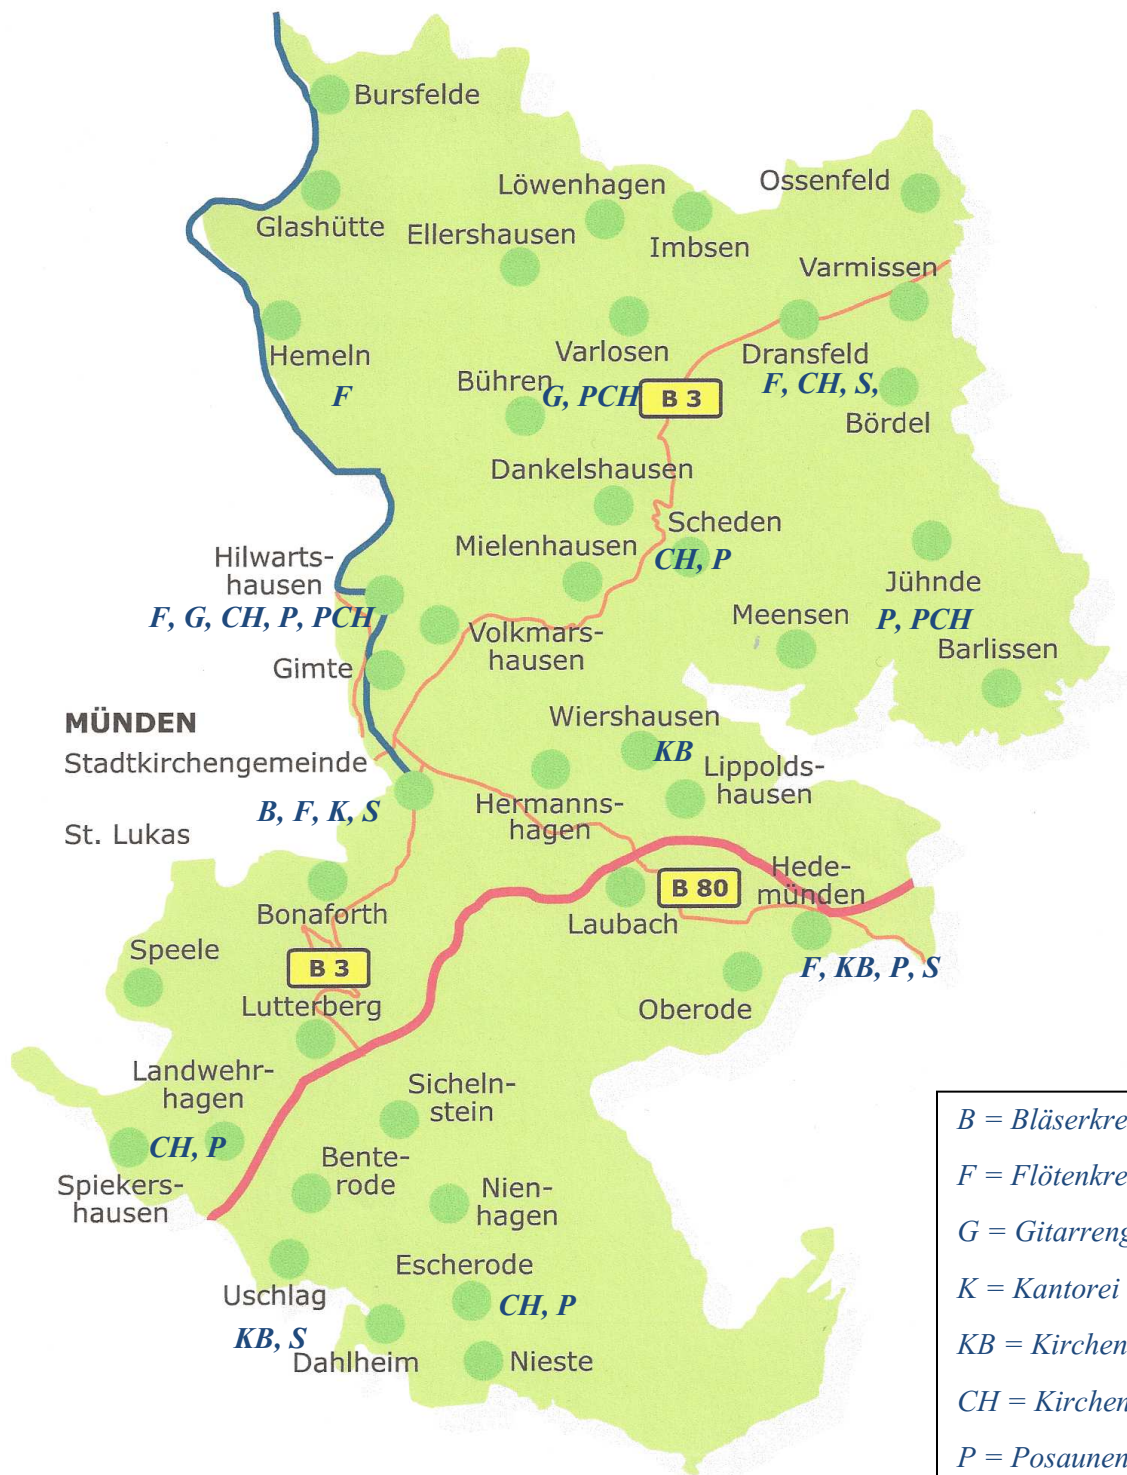 Bursfelde
Glashütte
Löwenhagen
Ellershausen
Imbsen
Ossenfeld
Varmissen
Hemeln
F
Varlosen
G, PCH
Bühren
B 3
Dransfeld
F, CH, S,
Bördel
Dankelshausen
Mielenhausen
Scheden
CH, P
Jühnde
P, PCH
Meensen
Barlissen
Hilwarts-
hausen
F, G, CH, P, PCH
Volkmars-
hausen
Gimte
MÜNDEN
Stadtkirchengemeinde
B, F, K, S
St. Lukas
Wiershausen
KB
Lippolds-
hausen
Hermanns-
hagen
Hede-
münden
F, KB, P, S
B 80
Laubach
Oberode
Bonaforth
Speele
B 3
Lutterberg
Landwehr-
hagen
CH, P
Spiekers-
hausen
Sicheln-
stein
Bente-
rode
Nien-
hagen
Uschlag
KB, S
Escherode
CH, P
Dahlheim
Nieste
B = Bläserkre
F = Flötenkre
G = Gitarreng
K = Kantorei
KB = Kirchen
CH = Kirchen
P = Posaunen